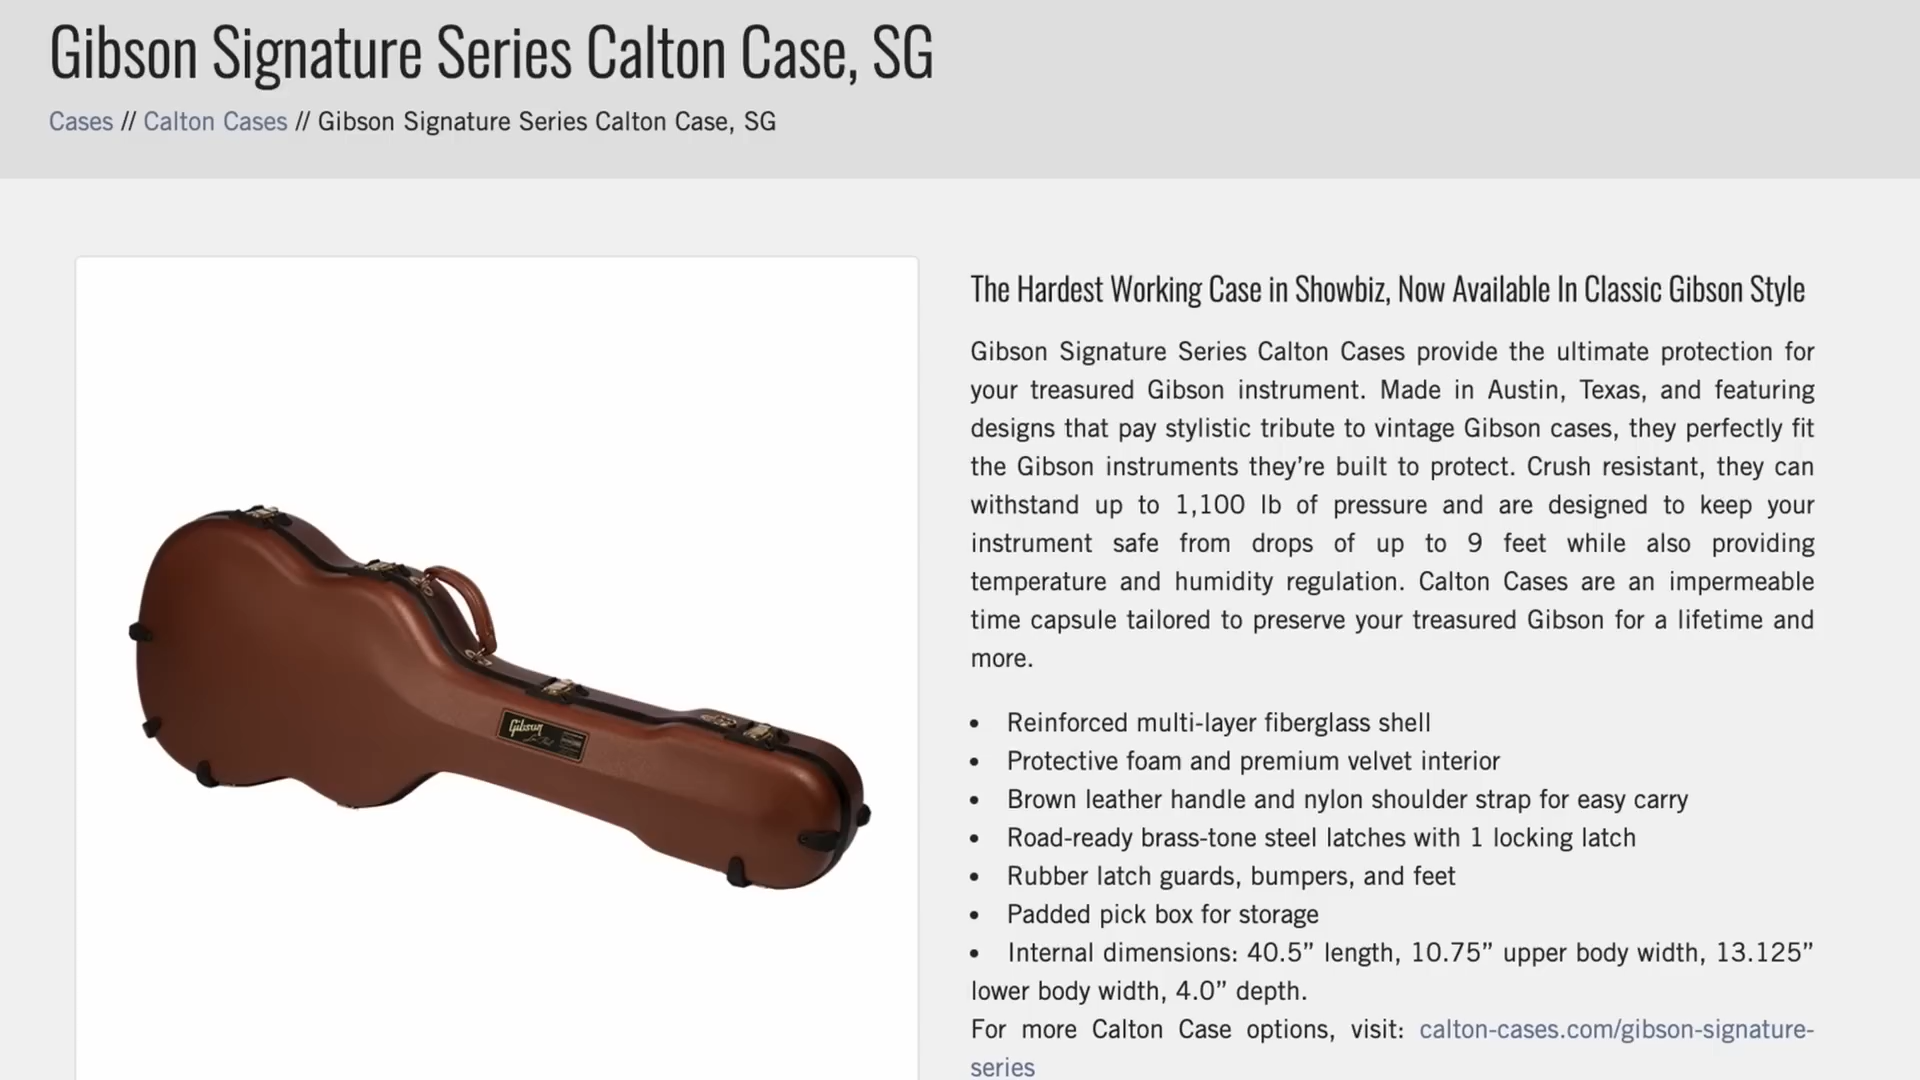 Gibson Signature Series Calton Case, SG
Cases // Calton Cases // Gibson Signature Series Calton Case, SG
The Hardest Working Case in Showbiz, Now Available In Classic Gibson Style
Gibson Signature Series Calton Cases provide the ultimate protection for
your treasured Gibson instrument. Made in Austin, Texas, and featuring
designs that pay stylistic tribute to vintage Gibson cases, they perfectly fit
the Gibson instruments they’re built to protect. Crush resistant, they can
withstand up to 1,100 lb of pressure and are designed to keep your
instrument safe from drops of up to 9 feet while also providing
temperature and humidity regulation. Calton Cases are an impermeable
time capsule tailored to preserve your treasured Gibson for a lifetime and
more.
• Reinforced multi-layer fiberglass shell
• Protective foam and premium velvet interior
• Brown leather handle and nylon shoulder strap for easy carry
• Road-ready brass-tone steel latches with 1 locking latch
• Rubber latch guards, bumpers, and feet
• Padded pick box for storage
• Internal dimensions: 40.5” length, 10.75” upper body width, 13.125”
lower body width, 4.0” depth.
For more Calton Case options, visit: calton-cases.com/gibson-signature-
series
Gibson